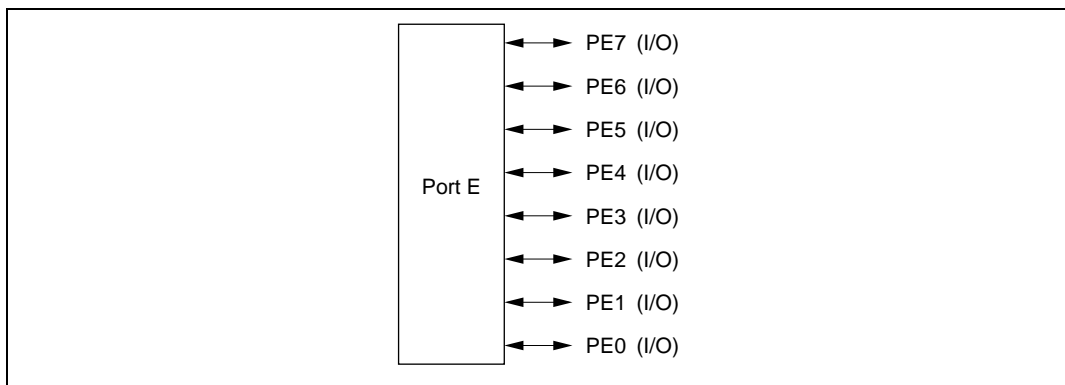 PE7 (I/O)
PE6 (I/O)
PE5 (I/O)
PE4 (I/O)
Port E
PE3 (I/O)
PE2 (I/O)
PE1 (I/O)
PE0 (I/O)